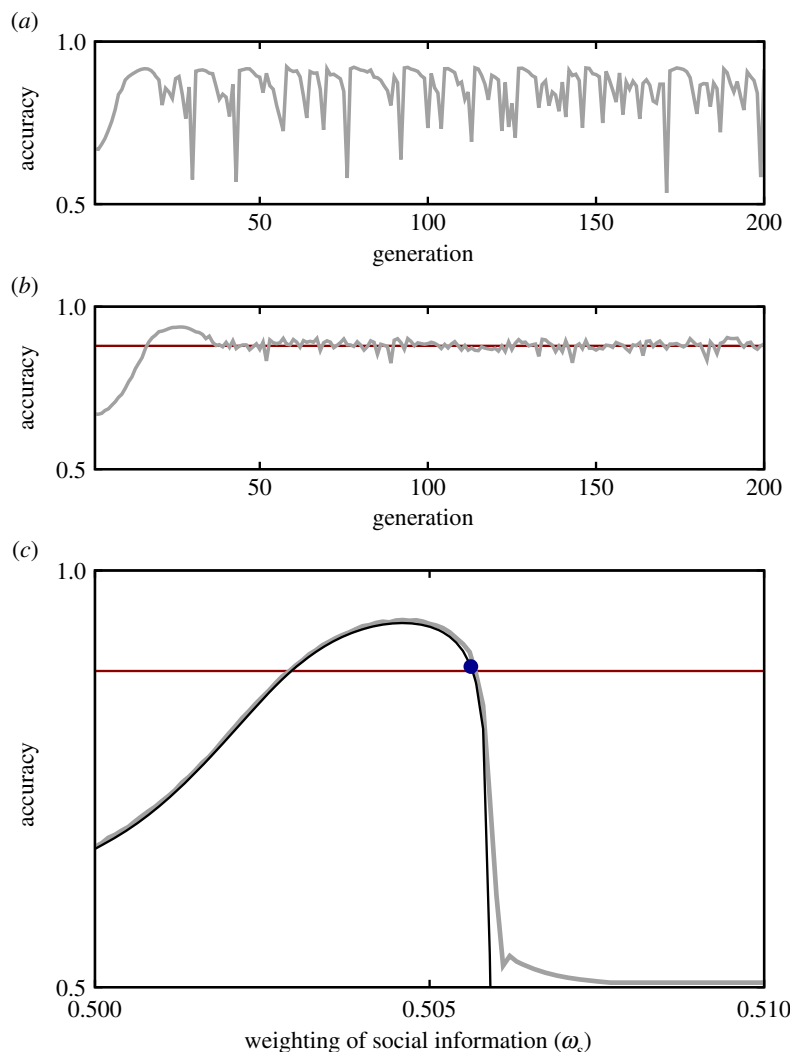 (a)
1.0
accuracy
0.5
50 100 150 200
generation
(b)
1.0
accuracy
0.5
50 100 150 200
generation
(c)
1.0
accuracy
0.5
0.500 0.505 0.510
weighting of social information (ωs)